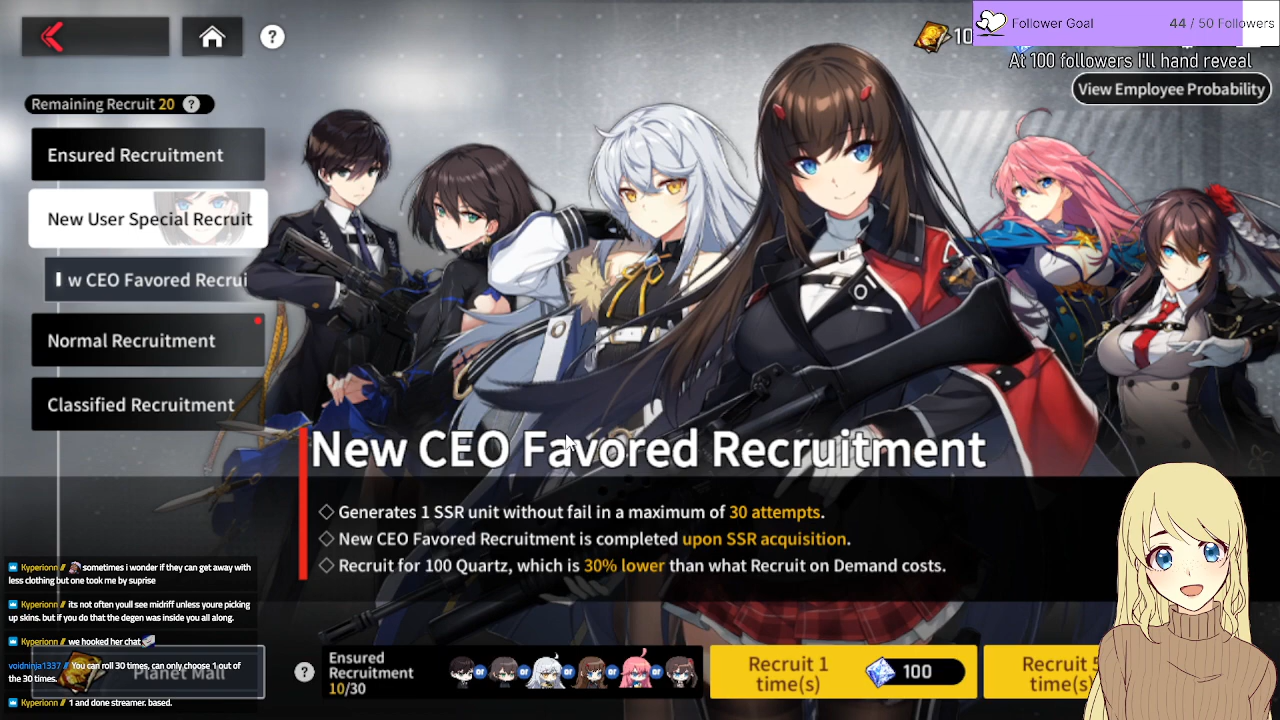 Follower Goal 44 / 50 Followers
10
At 100 followers I'll hand reveal
View Employee Probability
?
Remaining Recruit 20 ?
Ensured Recruitment
New User Special Recruit
w CEO Favored Recrui
Normal Recruitment
Classified Recruitment
New CEO Favored Recruitment
Generates 1 SSR unit without fail in a maximum of 30 attempts.
New CEO Favored Recruitment is completed upon SSR acquisition.
Recruit for 100 Quartz, which is 30% lower than what Recruit on Demand costs.
Kyperionn // sometimes i wonder if they can get away with
less clothing but one took me by suprise
Kyperionn // its not often youll see midriff unless youre picking
up skins. but if you do that the degen was inside you all along.
Kyperionn // we hooked her chat
voidninja1337 // You can roll 30 times, can only choose 1 out of
the 30 times.
Kyperionn // 1 and done streamer. based.
Planet Mall
?
Ensured
Recruitment
10/30
or or or or or
Recruit 1
time(s)
100
Recruit 5
time(s)